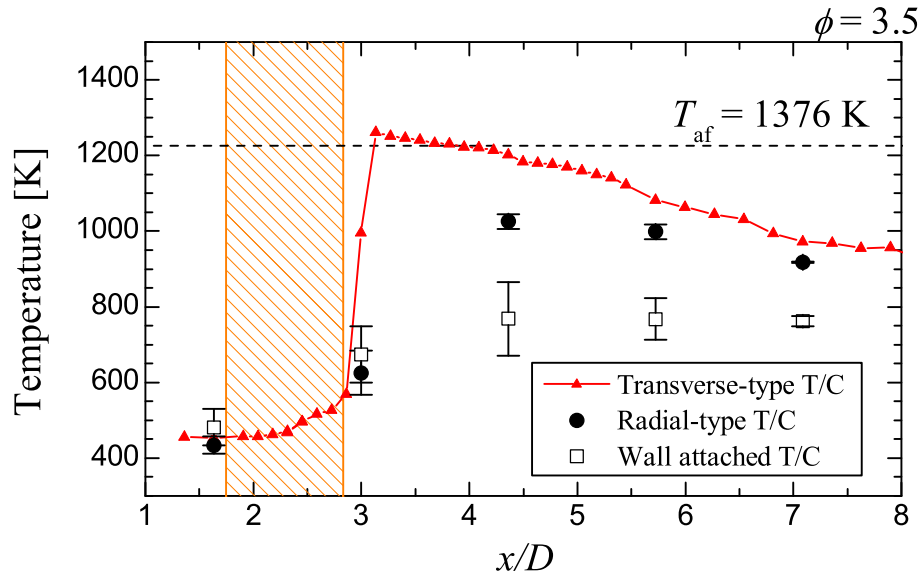 ϕ = 3.5
1400
1200
1000
800
600
400
Temperature [K]
T_af = 1376 K
Transverse-type T/C
Radial-type T/C
Wall attached T/C
1 2 3 4 5 6 7 8
x/D